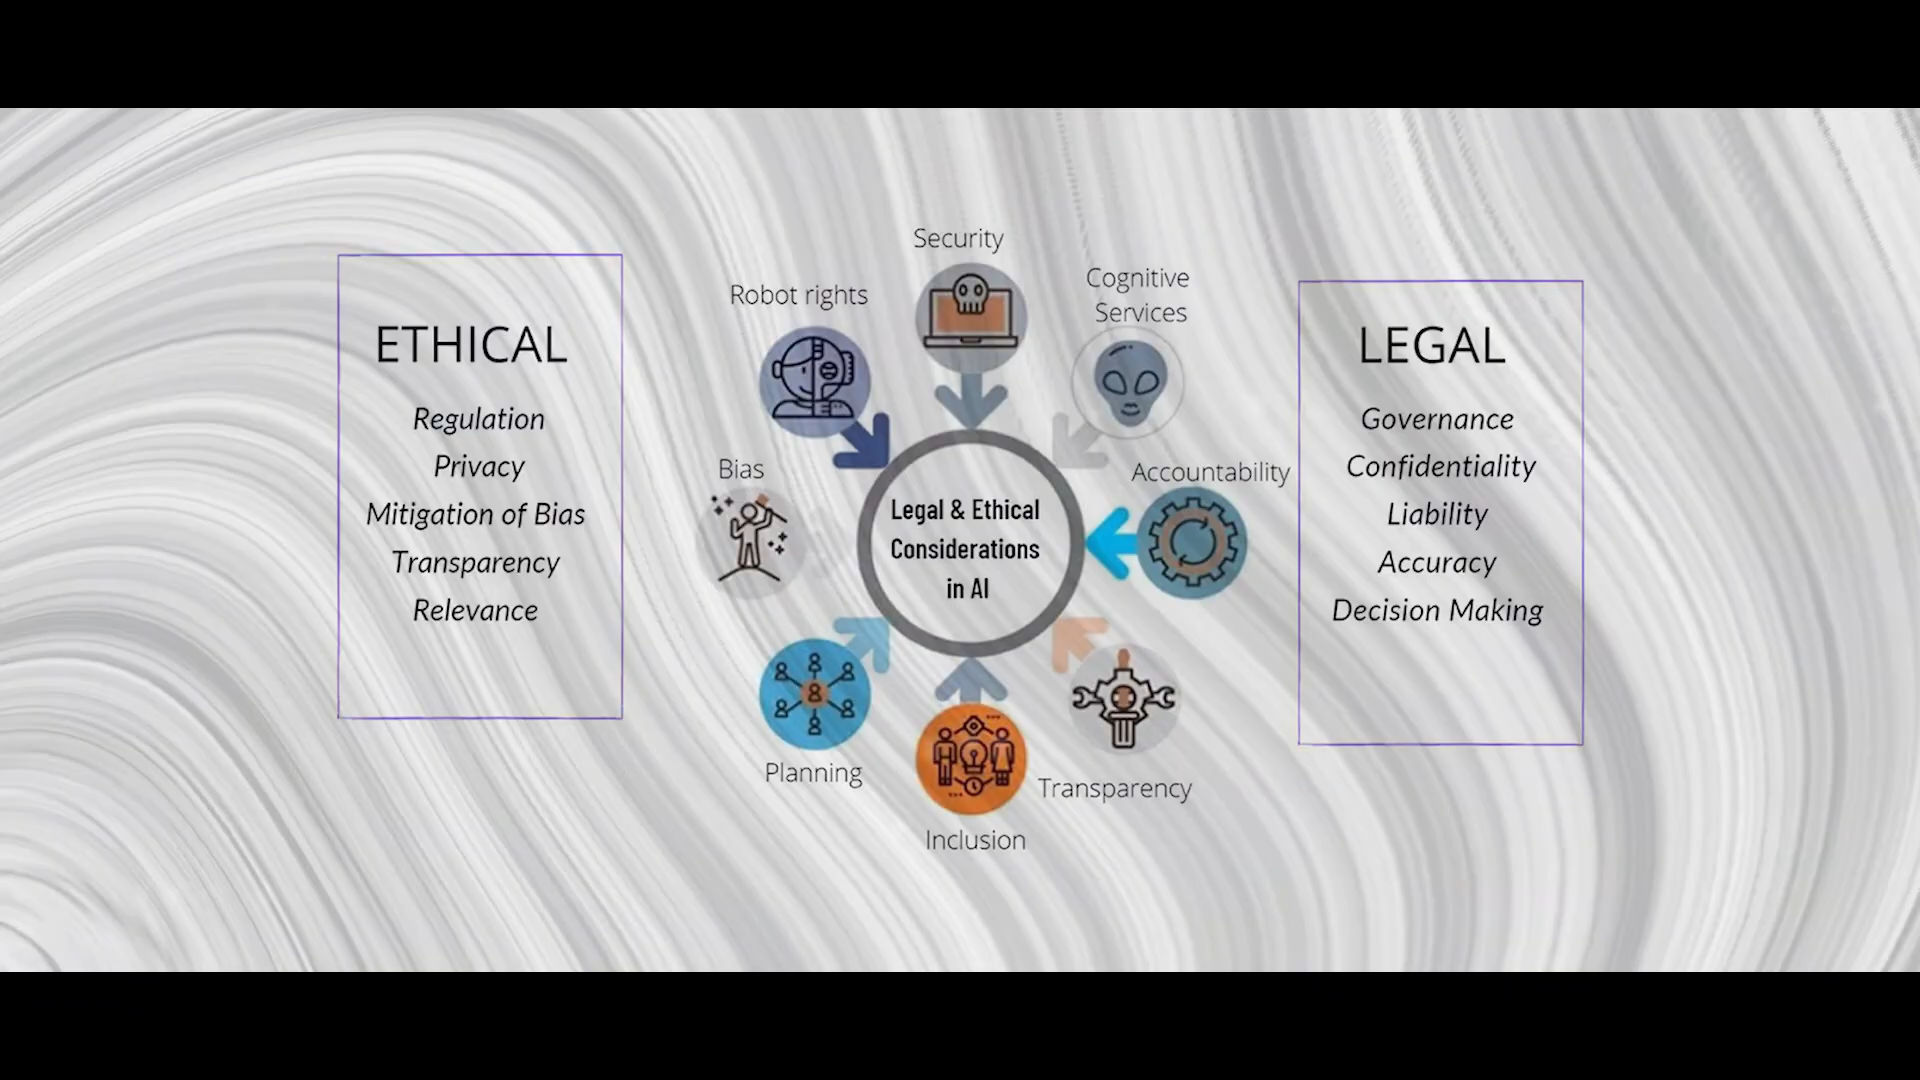 ETHICAL
Regulation
Privacy
Mitigation of Bias
Transparency
Relevance
Security
Robot rights
Cognitive
Services
Bias
Accountability
Legal & Ethical
Considerations
in AI
Planning
Transparency
Inclusion
LEGAL
Governance
Confidentiality
Liability
Accuracy
Decision Making